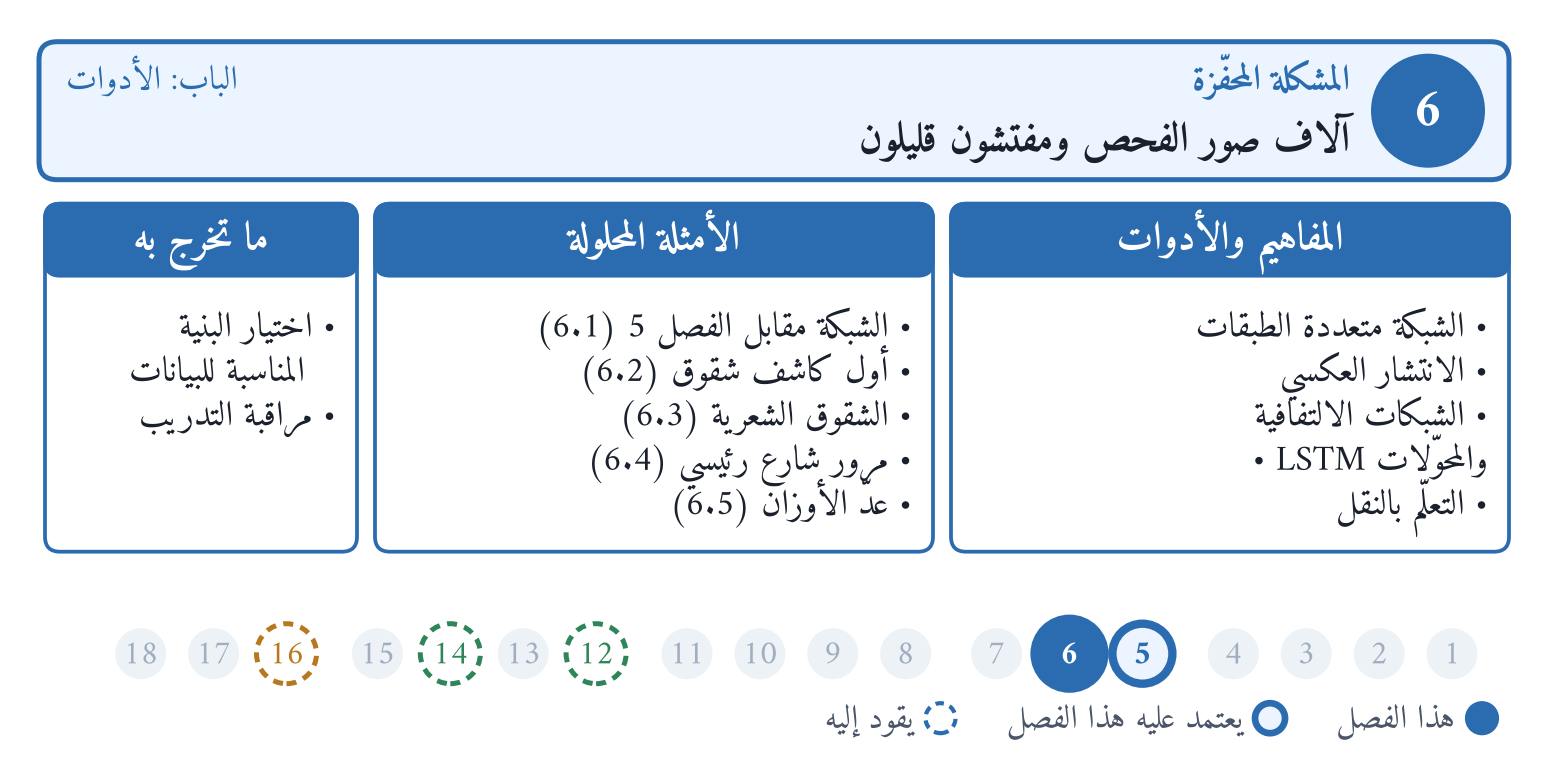 6
المشكلة المحفّزة
الباب: الأدوات
آلاف صور الفحص ومفتشون قليلون
المفاهيم والأدوات
• الشبكة متعددة الطبقات
• الانتشار العكسي
• الشبكات الالتفافية
والمحوّلات LSTM •
• التعلّم بالنقل
الأمثلة المحلولة
• الشبكة مقابل الفصل 5 (6.1)
• أول كاشف شقوق (6.2)
• الشقوق الشعرية (6.3)
• مرور شارع رئيسي (6.4)
• عدّ الأوزان (6.5)
ما تخرج به
• اختيار البنية
المناسبة للبيانات
• مراقبة التدريب
1 2 3 4 5 6 7 8 9 10 11 12 13 14 15 16 17 18
هذا الفصل
يعتمد عليه هذا الفصل
يقود إليه